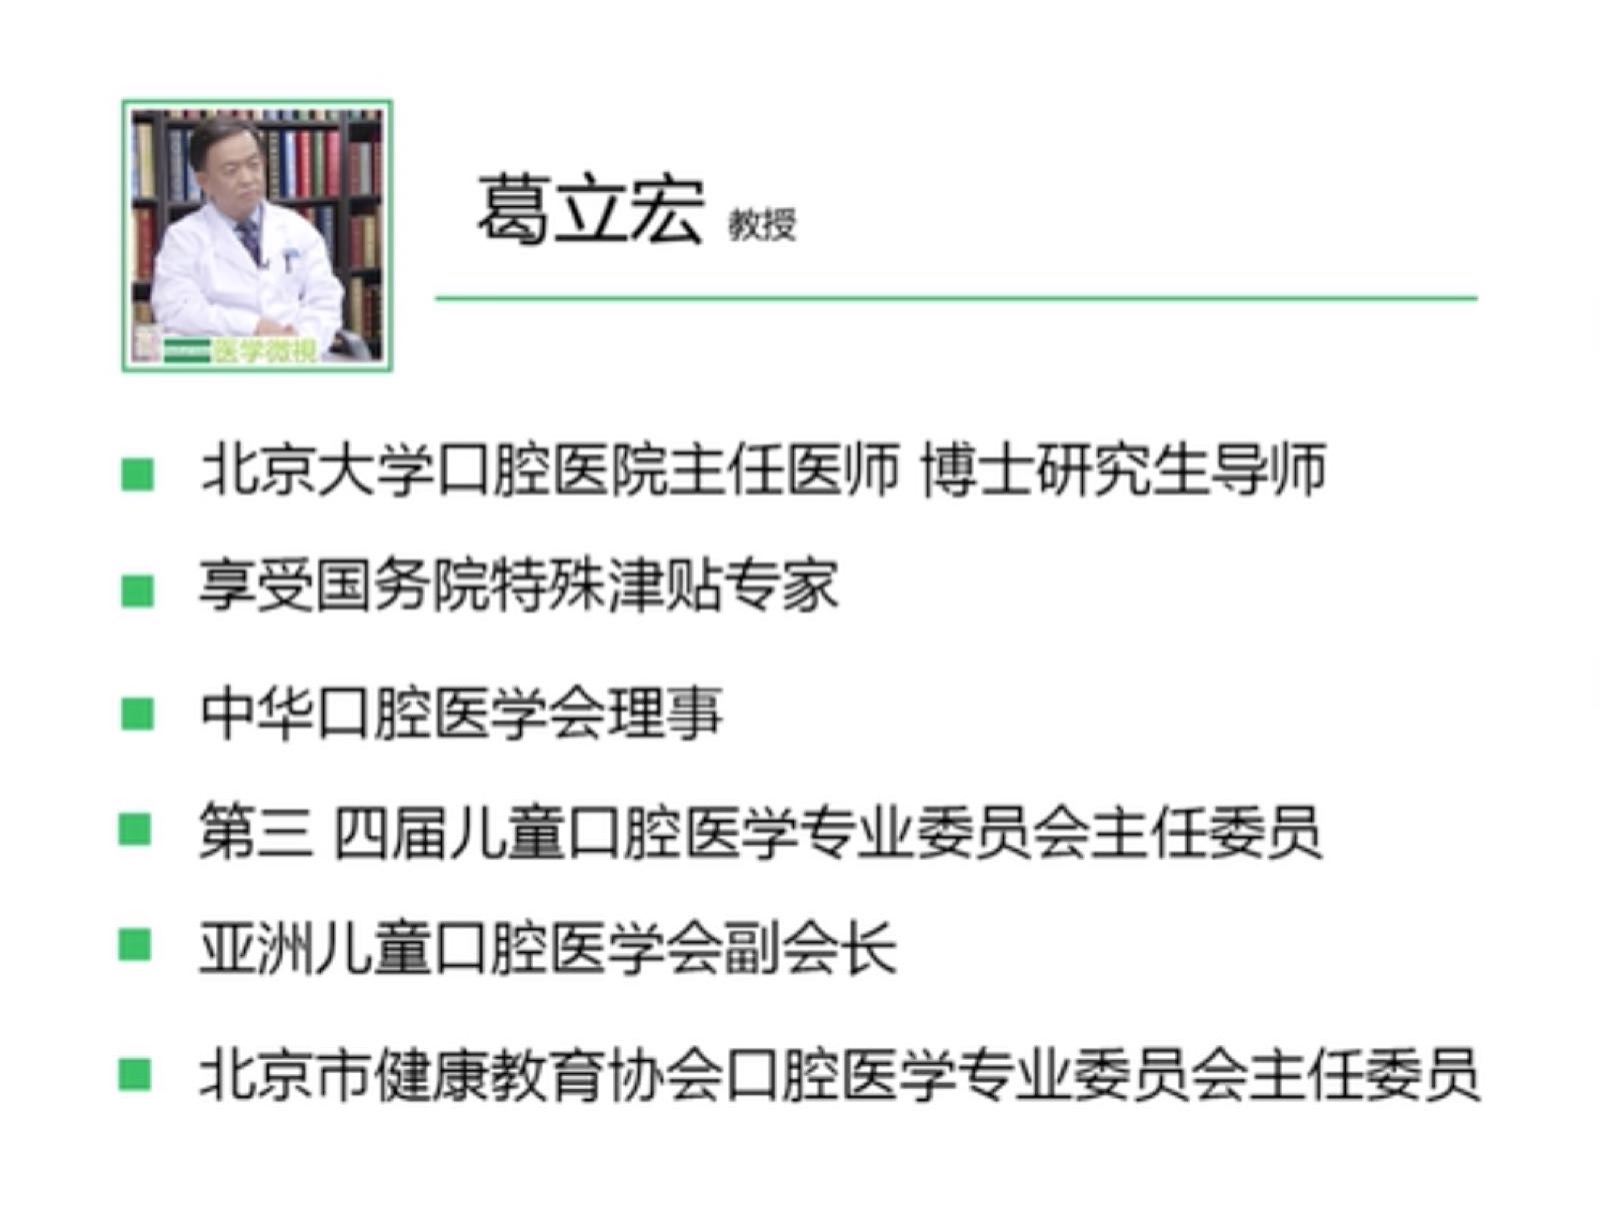 葛立宏 教授
医学微視
北京大学口腔医院主任医师 博士研究生导师
享受国务院特殊津贴专家
中华口腔医学会理事
第三 四届儿童口腔医学专业委员会主任委员
亚洲儿童口腔医学会副会长
北京市健康教育协会口腔医学专业委员会主任委员